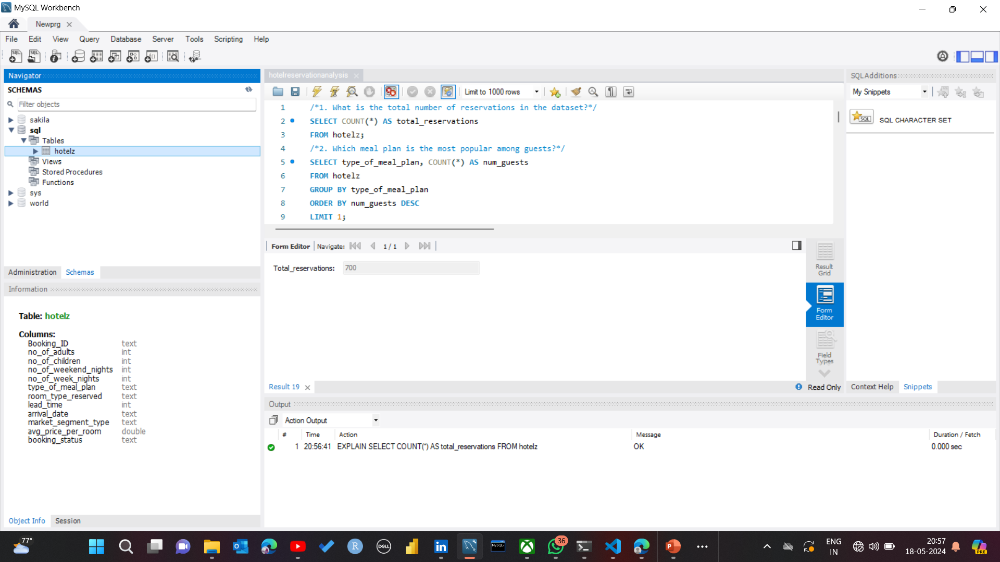 MySQL Workbench
Newprg
File Edit View Query Database Server Tools Scripting Help
Navigator
SCHEMAS
Filter objects
sakila
sql
Tables
hotelz
Views
Stored Procedures
Functions
sys
world
Administration Schemas
Information
Table: hotelz
Columns:
Booking_ID text
no_of_adults int
no_of_children int
no_of_weekend_nights int
no_of_week_nights int
type_of_meal_plan text
room_type_reserved text
lead_time int
arrival_date text
market_segment_type text
avg_price_per_room double
booking_status text
Object Info Session
hotelreservationanalysis
Limit to 1000 rows
1 /*1. What is the total number of reservations in the dataset?*/
2 SELECT COUNT(*) AS total_reservations
3 FROM hotelz;
4 /*2. Which meal plan is the most popular among guests?*/
5 SELECT type_of_meal_plan, COUNT(*) AS num_guests
6 FROM hotelz
7 GROUP BY type_of_meal_plan
8 ORDER BY num_guests DESC
9 LIMIT 1;
Form Editor Navigate: 1 / 1
Total_reservations: 700
Result Grid
Form Editor
Field Types
Result 19
Read Only
SQLAdditions
My Snippets
SQL
SQL CHARACTER SET
Context Help Snippets
Output
Action Output
# Time Action Message Duration / Fetch
1 20:56:41 EXPLAIN SELECT COUNT(*) AS total_reservations FROM hotelz OK 0.000 sec
77°
36
ENG
IN
20:57
18-05-2024
PRE